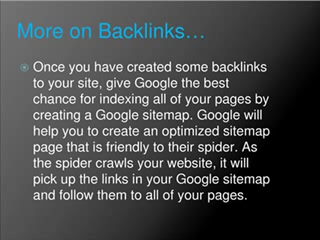 More on Backlinks…
Once you have created some backlinks
to your site, give Google the best
chance for indexing all of your pages by
creating a Google sitemap. Google will
help you to create an optimized sitemap
page that is friendly to their spider. As
the spider crawls your website, it will
pick up the links in your Google sitemap
and follow them to all of your pages.